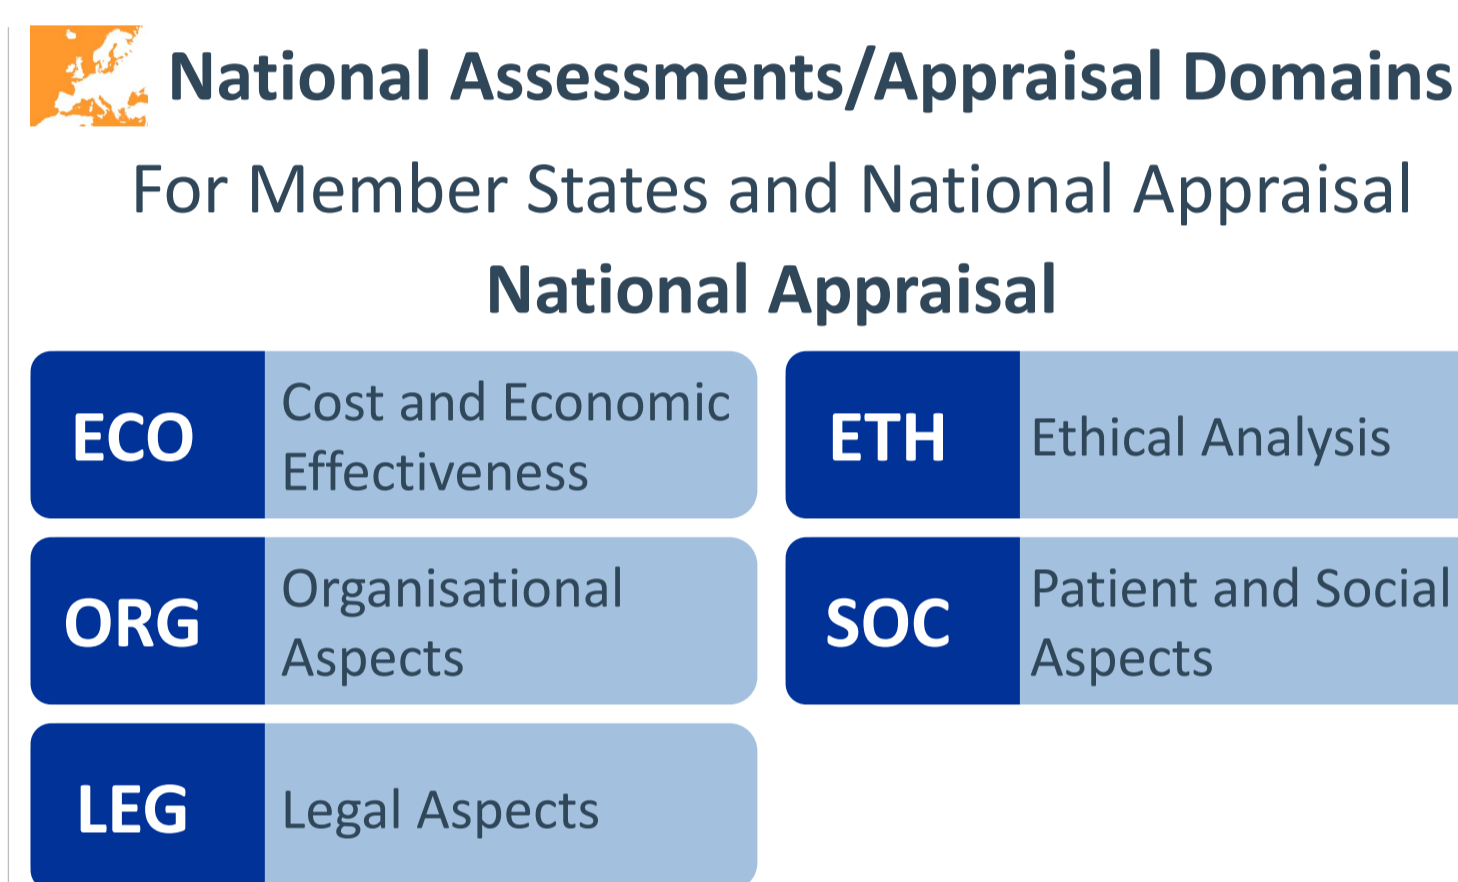 National Assessments/Appraisal Domains
For Member States and National Appraisal
National Appraisal
ECO
Cost and Economic
Effectiveness
ETH
Ethical Analysis
ORG
Organisational
Aspects
SOC
Patient and Social
Aspects
LEG
Legal Aspects